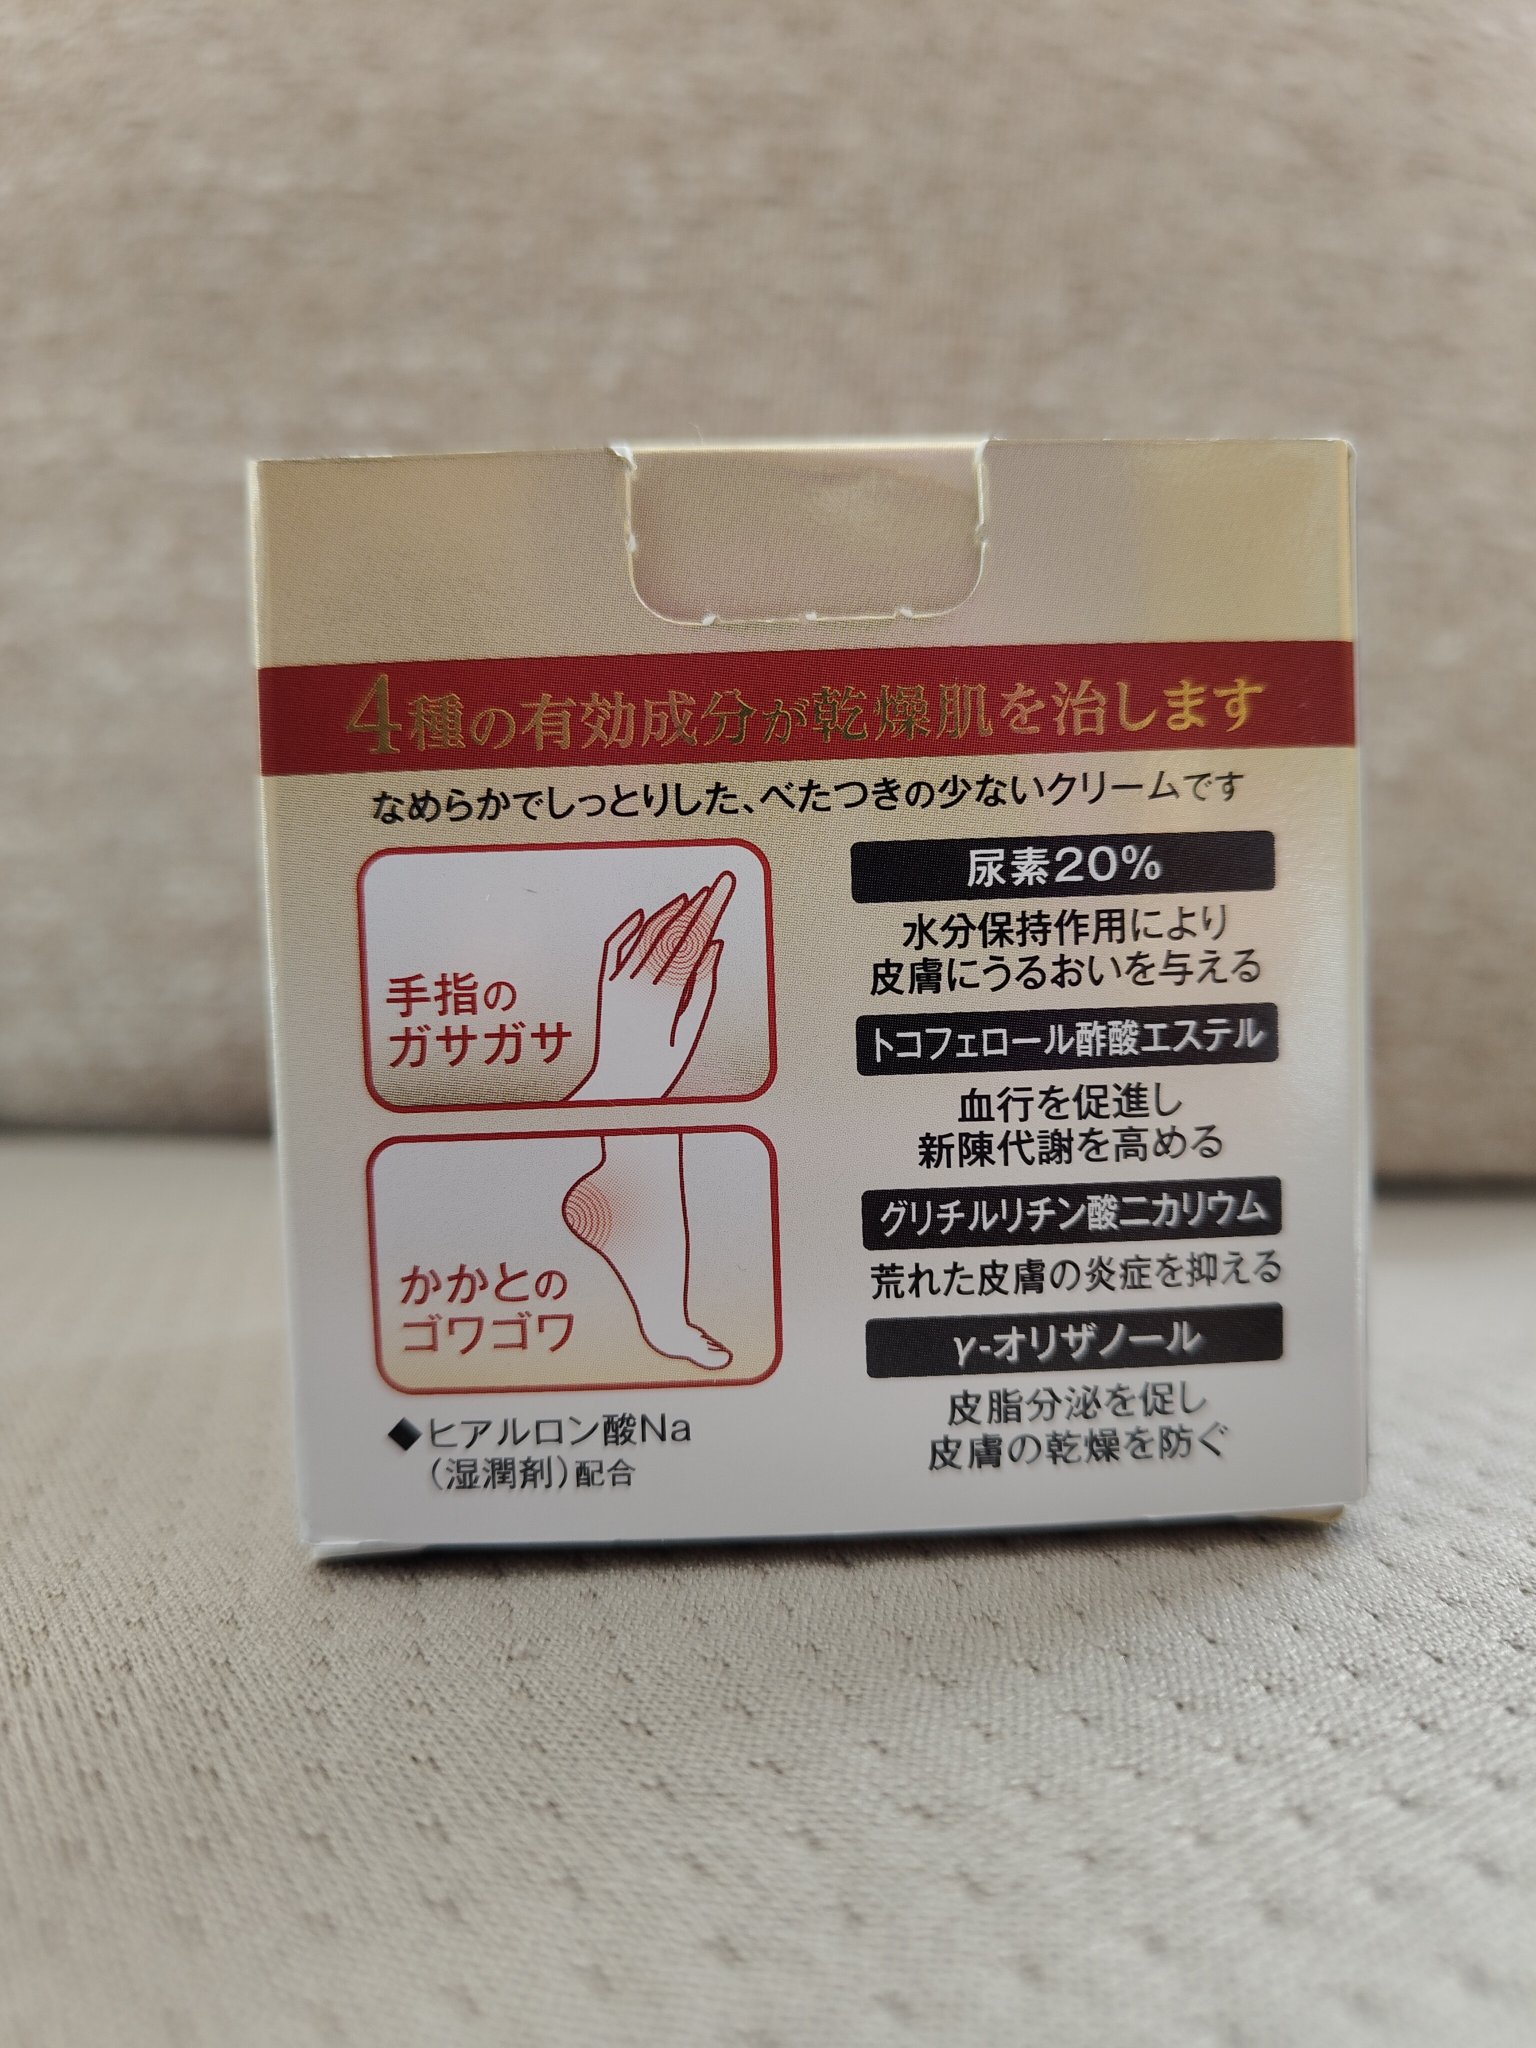 4種の有効成分が乾燥肌を治します
なめらかでしっとりした、べたつきの少ないクリームです
手指の
ガサガサ
かかとの
ゴワゴワ
◆ヒアルロン酸Na
(湿潤剤)配合
尿素20%
水分保持作用により
皮膚にうるおいを与える
トコフェロール酢酸エステル
血行を促進し
新陳代謝を高める
グリチルリチン酸二カリウム
荒れた皮膚の炎症を抑える
γ-オリザノール
皮脂分泌を促し
皮膚の乾燥を防ぐ